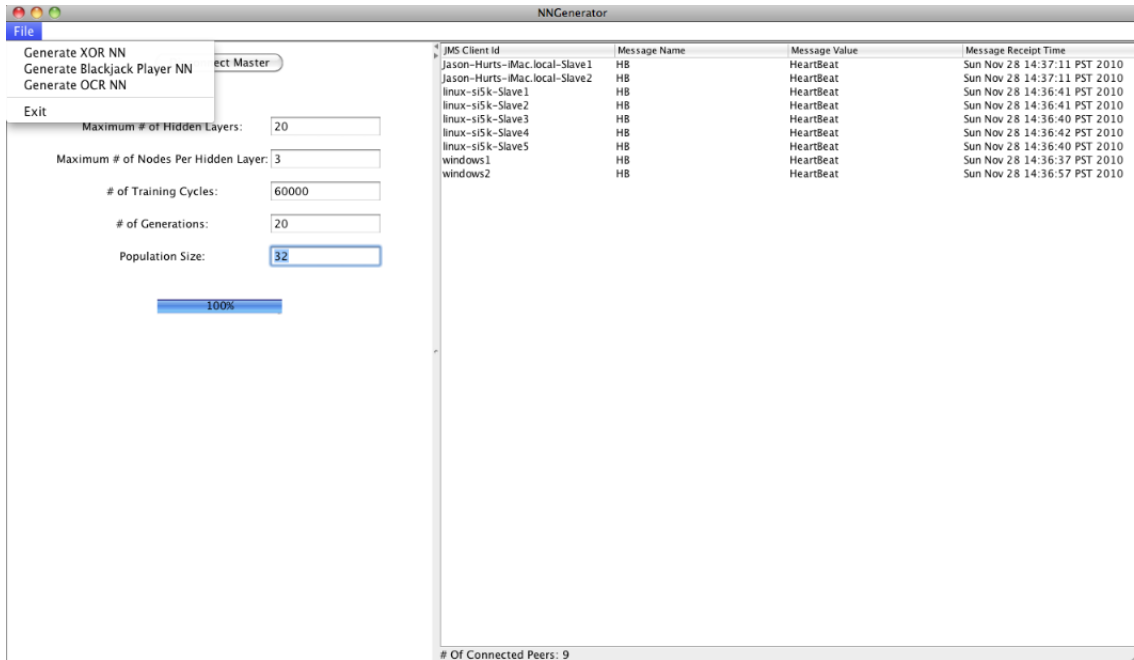 NNGenerator
File
Generate XOR NN
Generate Blackjack Player NN
Generate OCR NN
Exit
ect Master
Maximum # of Hidden Layers: 20
Maximum # of Nodes Per Hidden Layer: 3
# of Training Cycles: 60000
# of Generations: 20
Population Size: 32
100%
JMS Client Id Message Name Message Value Message Receipt Time
Jason-Hurts-iMac.local-Slave1 HB HeartBeat Sun Nov 28 14:37:11 PST 2010
Jason-Hurts-iMac.local-Slave2 HB HeartBeat Sun Nov 28 14:37:11 PST 2010
linux-si5k-Slave1 HB HeartBeat Sun Nov 28 14:36:41 PST 2010
linux-si5k-Slave2 HB HeartBeat Sun Nov 28 14:36:41 PST 2010
linux-si5k-Slave3 HB HeartBeat Sun Nov 28 14:36:40 PST 2010
linux-si5k-Slave4 HB HeartBeat Sun Nov 28 14:36:42 PST 2010
linux-si5k-Slave5 HB HeartBeat Sun Nov 28 14:36:40 PST 2010
windows1 HB HeartBeat Sun Nov 28 14:36:37 PST 2010
windows2 HB HeartBeat Sun Nov 28 14:36:57 PST 2010
# Of Connected Peers: 9